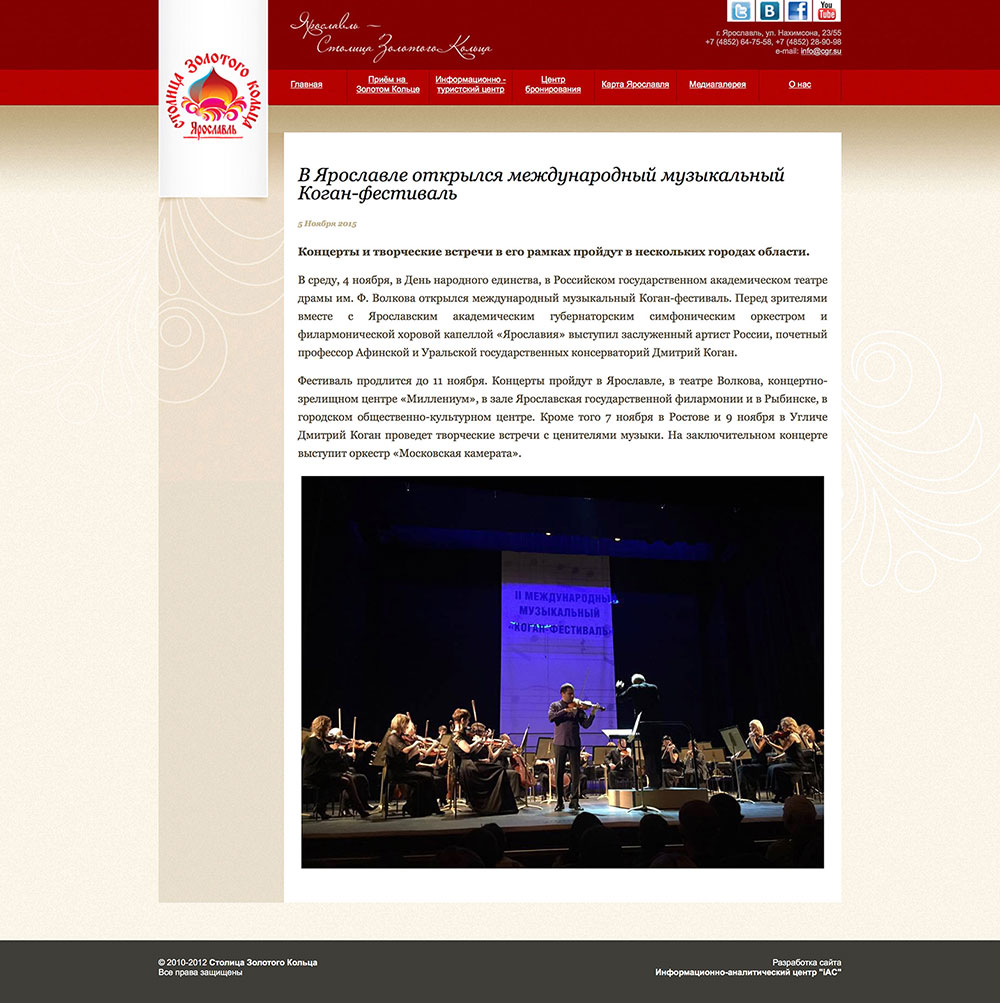 Ярославль —
Столица Золотого Кольца
г. Ярославль, ул. Нахимсона, 23/55
+7 (4852) 64-75-58, +7 (4852) 28-90-98
e-mail: info@cgr.su
You
Tube
СТОЛИЦА ЗОЛОТОГО КОЛЬЦА
Ярославль
Главная
Приём на
Золотом Кольце
Информационно -
туристский центр
Центр
бронирования
Карта Ярославля
Медиагалерея
О нас
В Ярославле открылся международный музыкальный
Коган-фестиваль
5 Ноября 2015
Концерты и творческие встречи в его рамках пройдут в нескольких городах области.
В среду, 4 ноября, в День народного единства, в Российском государственном академическом театре
драмы им. Ф. Волкова открылся международный музыкальный Коган-фестиваль. Перед зрителями
вместе с Ярославским академическим губернаторским симфоническим оркестром и
филармонической хоровой капеллой «Ярославия» выступил заслуженный артист России, почетный
профессор Афинской и Уральской государственных консерваторий Дмитрий Коган.
Фестиваль продлится до 11 ноября. Концерты пройдут в Ярославле, в театре Волкова, концертно-
зрелищном центре «Миллениум», в зале Ярославская государственной филармонии и в Рыбинске, в
городском общественно-культурном центре. Кроме того 7 ноября в Ростове и 9 ноября в Угличе
Дмитрий Коган проведет творческие встречи с ценителями музыки. На заключительном концерте
выступит оркестр «Московская камерата».
II МЕЖДУНАРОДНЫЙ
МУЗЫКАЛЬНЫЙ
«КОГАН-ФЕСТИВАЛЬ»
© 2010-2012 Столица Золотого Кольца
Все права защищены
Разработка сайта
Информационно-аналитический центр "iАС"